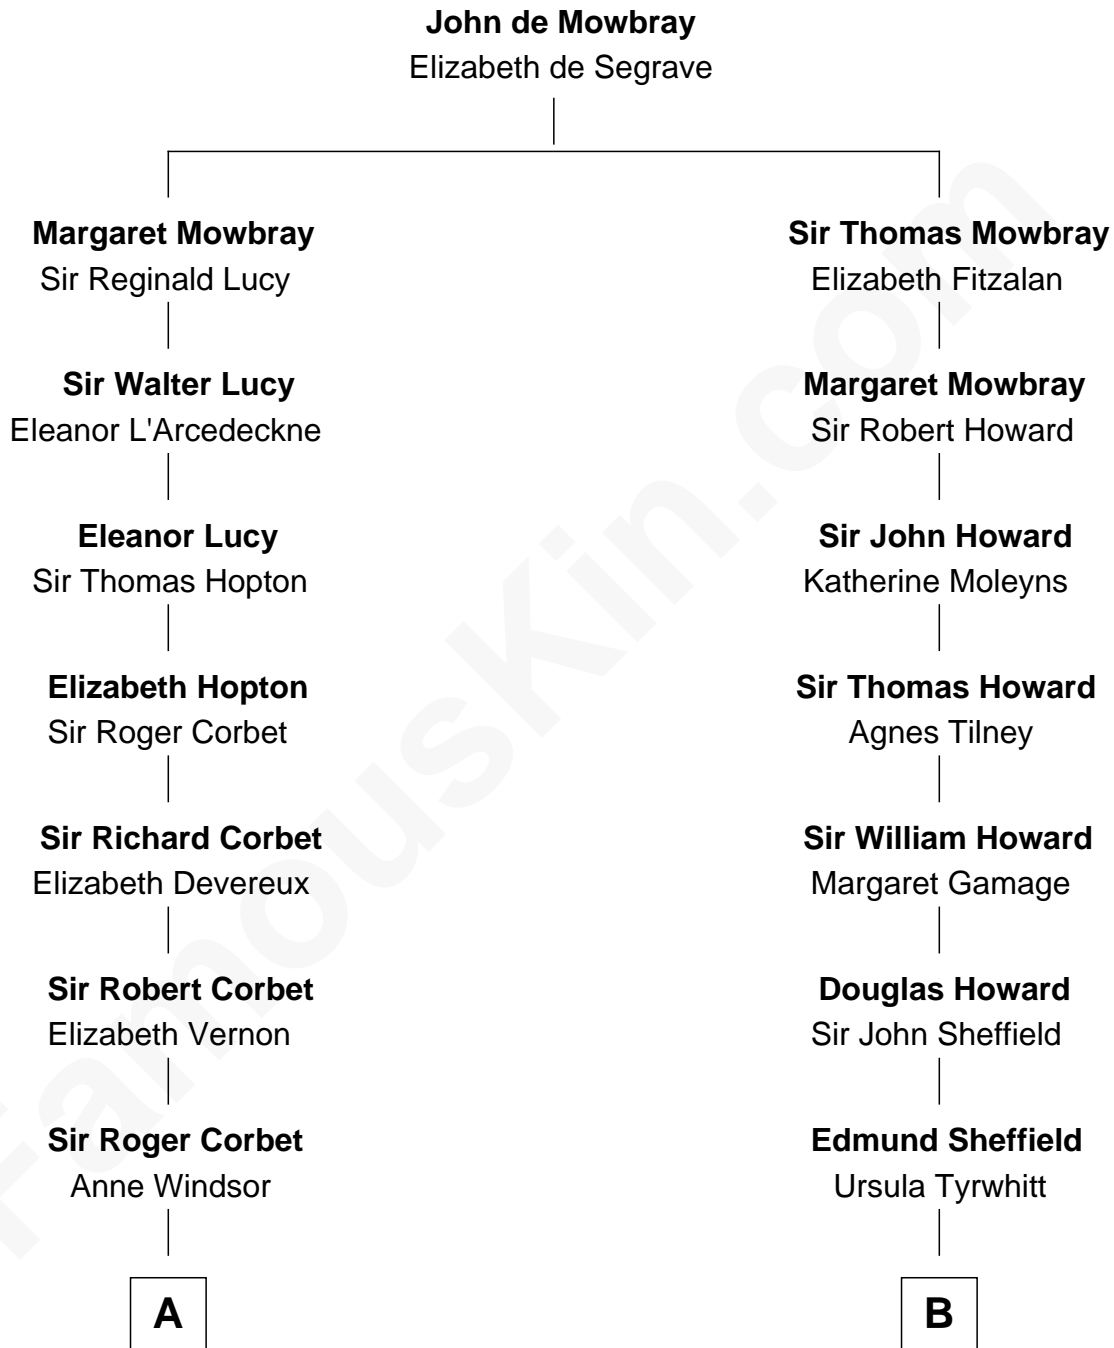 John de Mowbray
Elizabeth de Segrave
Margaret Mowbray
Sir Reginald Lucy
Sir Walter Lucy
Eleanor L'Arcedeckne
Eleanor Lucy
Sir Thomas Hopton
Elizabeth Hopton
Sir Roger Corbet
Sir Richard Corbet
Elizabeth Devereux
Sir Robert Corbet
Elizabeth Vernon
Sir Roger Corbet
Anne Windsor
A
Sir Thomas Mowbray
Elizabeth Fitzalan
Margaret Mowbray
Sir Robert Howard
Sir John Howard
Katherine Moleyns
Sir Thomas Howard
Agnes Tilney
Sir William Howard
Margaret Gamage
Douglas Howard
Sir John Sheffield
Edmund Sheffield
Ursula Tyrwhitt
B
FamousKin.com